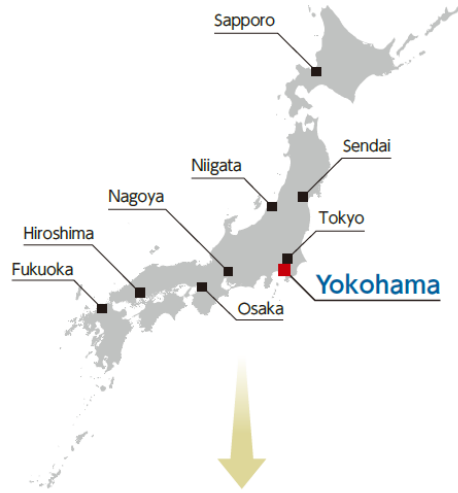 Sapporo
Sendai
Niigata
Nagoya
Tokyo
Hiroshima
Fukuoka
Yokohama
Osaka